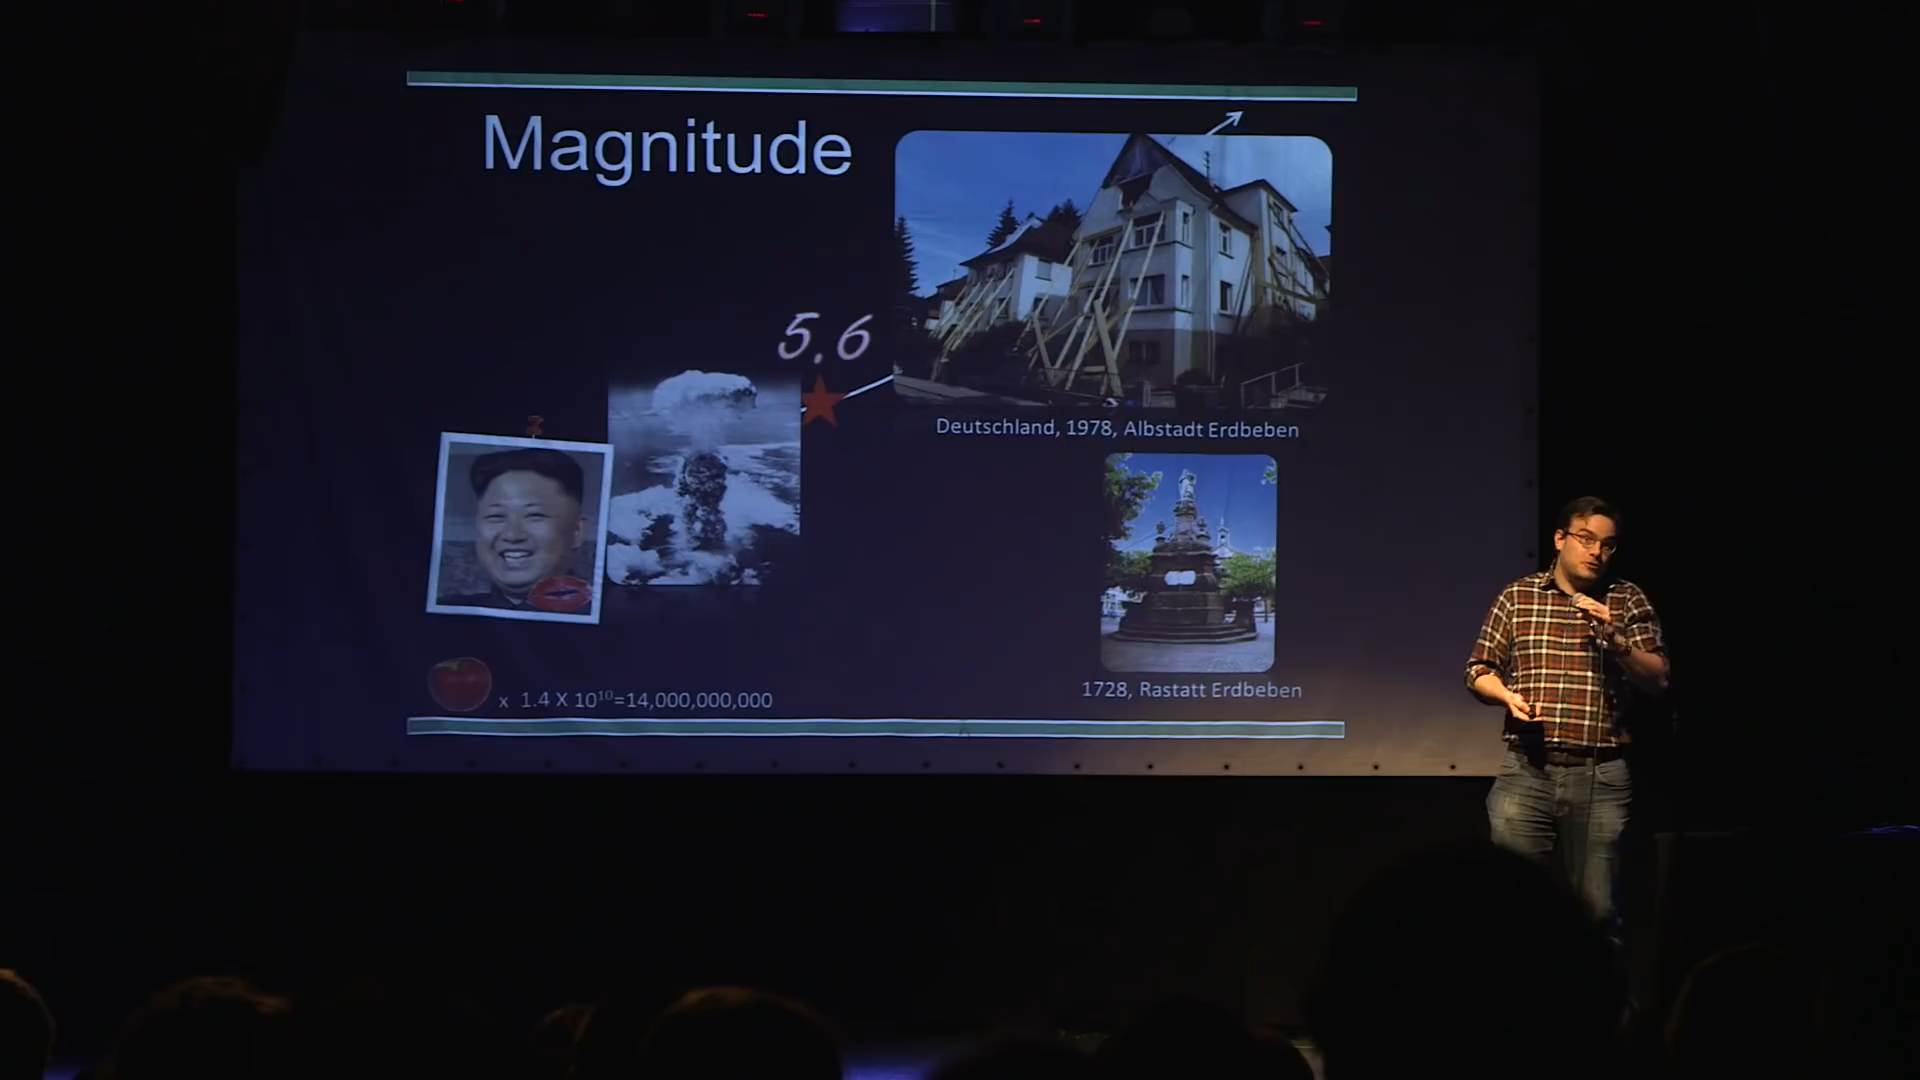 Magnitude
5.6
Deutschland, 1978, Albstadt Erdbeben
1728, Rastatt Erdbeben
x 1.4 X 10¹⁰=14,000,000,000